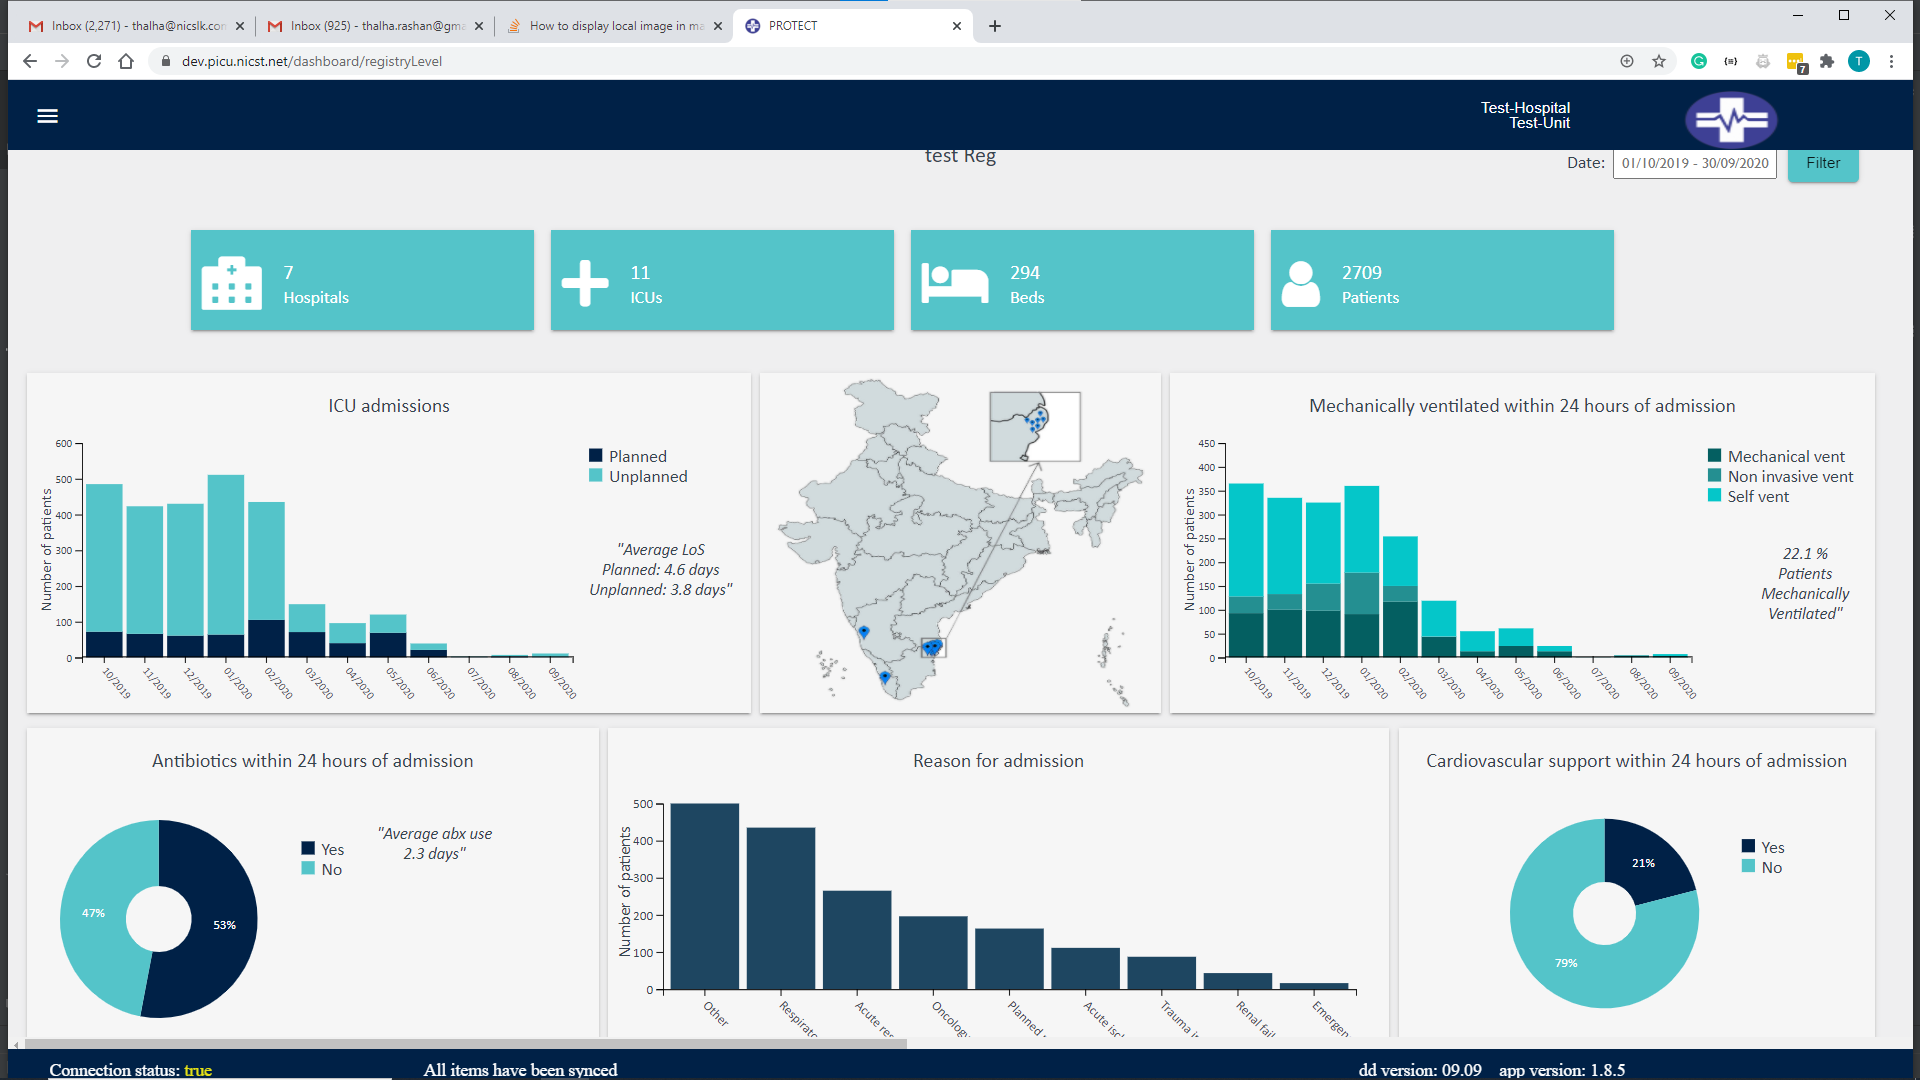 Inbox (2,271) - thalha@nicslk.con
Inbox (925) - thalha.rashan@gma
How to display local image in ma
PROTECT
dev.picu.nicst.net/dashboard/registryLevel
7
T
Test-Hospital
Test-Unit
test Reg
Date:
01/10/2019 - 30/09/2020
Filter
7
Hospitals
11
ICUs
294
Beds
2709
Patients
ICU admissions
Number of patients
600
500
400
300
200
100
0
10/2019
11/2019
12/2019
01/2020
02/2020
03/2020
04/2020
05/2020
06/2020
07/2020
08/2020
09/2020
Planned
Unplanned
"Average LoS
Planned: 4.6 days
Unplanned: 3.8 days"
Mechanically ventilated within 24 hours of admission
Number of patients
450
400
350
300
250
200
150
100
50
0
10/2019
11/2019
12/2019
01/2020
02/2020
03/2020
04/2020
05/2020
06/2020
07/2020
08/2020
09/2020
Mechanical vent
Non invasive vent
Self vent
22.1 %
Patients
Mechanically
Ventilated"
Antibiotics within 24 hours of admission
47%
53%
Yes
No
"Average abx use
2.3 days"
Reason for admission
Number of patients
500
400
300
200
100
0
Other
Respirato
Acute res
Oncology
Planned
Acute iscl
Trauma i
Renal fail
Emergen
Cardiovascular support within 24 hours of admission
21%
79%
Yes
No
Connection status: true
All items have been synced
dd version: 09.09
app version: 1.8.5